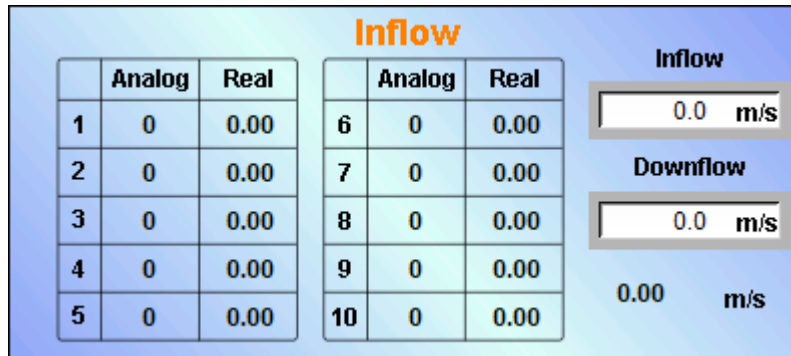 Inflow
Analog Real Analog Real Inflow
1 0 0.00 6 0 0.00 0.0 m/s
2 0 0.00 7 0 0.00 Downflow
3 0 0.00 8 0 0.00 0.0 m/s
4 0 0.00 9 0 0.00
0.00 m/s
5 0 0.00 10 0 0.00